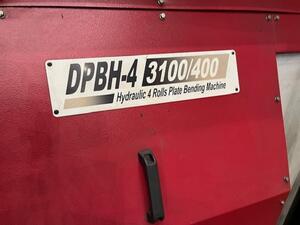 DPBH-4 3100/400
Hydraulic 4 Rolls Plate Bending Machine